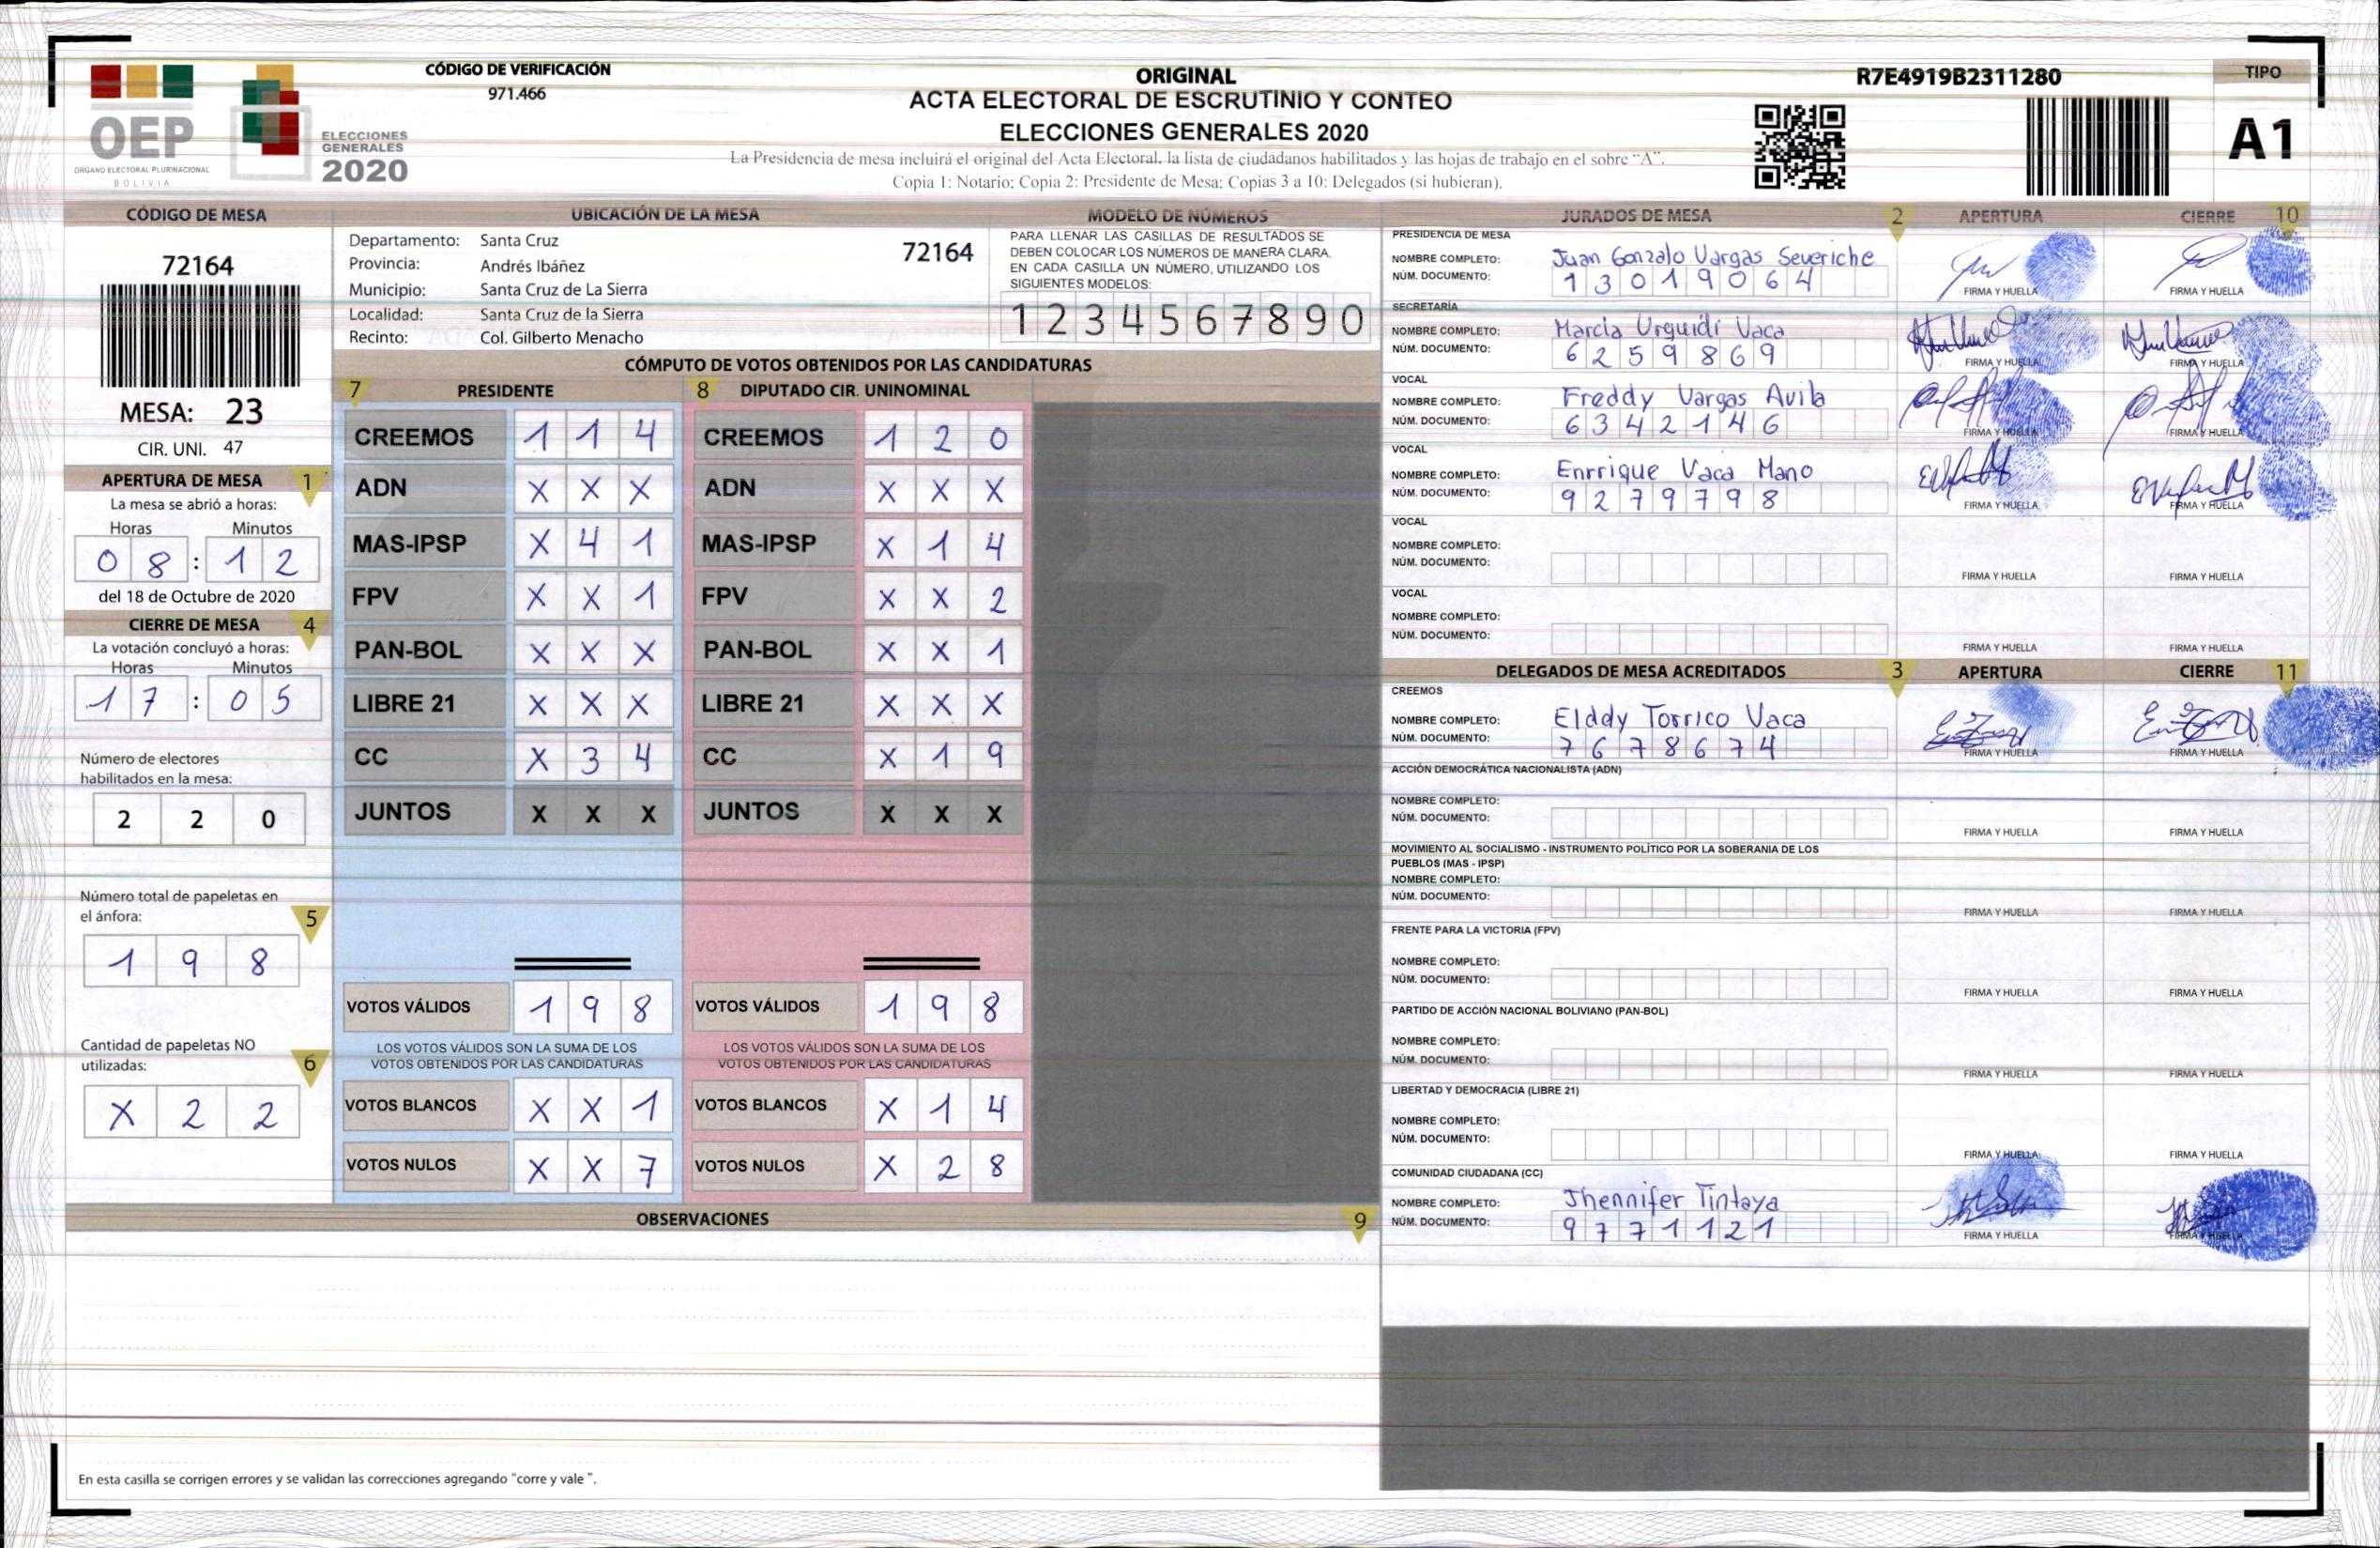 CÓDIGO DE VERIFICACIÓN
971.466
ORIGINAL
ACTA ELECTORAL DE ESCRUTINIO Y CONTEO
ELECCIONES GENERALES 2020
La Presidencia de mesa incluirá el original del Acta Electoral, la lista de ciudadanos habilitados y las hojas de trabajo en el sobre "A".
Copia 1: Notario; Copia 2: Presidente de Mesa; Copias 3 a 10: Delegados (si hubieran).
R7E4919B2311280
TIPO
A1
OEP
ÓRGANO ELECTORAL PLURINACIONAL
BOLIVIA
ELECCIONES
GENERALES
2020
CÓDIGO DE MESA
72164
MESA: 23
CIR. UNI. 47
APERTURA DE MESA 1
La mesa se abrió a horas:
Horas Minutos
0 8 : 1 2
del 18 de Octubre de 2020
CIERRE DE MESA 4
La votación concluyó a horas:
Horas Minutos
1 7 : 0 5
Número de electores
habilitados en la mesa:
2 2 0
Número total de papeletas en
el ánfora: 5
1 9 8
Cantidad de papeletas NO
utilizadas: 6
X 2 2
UBICACIÓN DE LA MESA
Departamento: Santa Cruz
72164
Provincia: Andrés Ibáñez
Municipio: Santa Cruz de La Sierra
Localidad: Santa Cruz de la Sierra
Recinto: Col. Gilberto Menacho
MODELO DE NÚMEROS
PARA LLENAR LAS CASILLAS DE RESULTADOS SE
DEBEN COLOCAR LOS NÚMEROS DE MANERA CLARA.
EN CADA CASILLA UN NÚMERO, UTILIZANDO LOS
SIGUIENTES MODELOS:
1 2 3 4 5 6 7 8 9 0
CÓMPUTO DE VOTOS OBTENIDOS POR LAS CANDIDATURAS
7 PRESIDENTE
CREEMOS 1 1 4
ADN X X X
MAS-IPSP X 4 1
FPV X X 1
PAN-BOL X X X
LIBRE 21 X X X
CC X 3 4
JUNTOS X X X
VOTOS VÁLIDOS 1 9 8
LOS VOTOS VÁLIDOS SON LA SUMA DE LOS
VOTOS OBTENIDOS POR LAS CANDIDATURAS
VOTOS BLANCOS X X 1
VOTOS NULOS X X 7
8 DIPUTADO CIR. UNINOMINAL
CREEMOS 1 2 0
ADN X X X
MAS-IPSP X 1 4
FPV X X 2
PAN-BOL X X 1
LIBRE 21 X X X
CC X 1 9
JUNTOS X X X
VOTOS VÁLIDOS 1 9 8
LOS VOTOS VÁLIDOS SON LA SUMA DE LOS
VOTOS OBTENIDOS POR LAS CANDIDATURAS
VOTOS BLANCOS X 1 4
VOTOS NULOS X 2 8
OBSERVACIONES 9
En esta casilla se corrigen errores y se validan las correcciones agregando "corre y vale ".
JURADOS DE MESA 2 APERTURA CIERRE 10
PRESIDENCIA DE MESA
NOMBRE COMPLETO: Juan Gonzalo Vargas Severiche
NÚM. DOCUMENTO: 1 3 0 1 9 0 6 4
FIRMA Y HUELLA FIRMA Y HUELLA
SECRETARÍA
NOMBRE COMPLETO: Marcia Urguidi Vaca
NÚM. DOCUMENTO: 6 2 5 9 8 6 9
FIRMA Y HUELLA FIRMA Y HUELLA
VOCAL
NOMBRE COMPLETO: Freddy Vargas Avila
NÚM. DOCUMENTO: 6 3 4 2 1 4 6
FIRMA Y HUELLA FIRMA Y HUELLA
VOCAL
NOMBRE COMPLETO: Enrrique Vaca Mano
NÚM. DOCUMENTO: 9 2 7 9 7 9 8
FIRMA Y HUELLA FIRMA Y HUELLA
VOCAL
NOMBRE COMPLETO:
NÚM. DOCUMENTO:
FIRMA Y HUELLA FIRMA Y HUELLA
VOCAL
NOMBRE COMPLETO:
NÚM. DOCUMENTO:
FIRMA Y HUELLA FIRMA Y HUELLA
DELEGADOS DE MESA ACREDITADOS 3 APERTURA CIERRE 11
CREEMOS
NOMBRE COMPLETO: Elddy Torrico Vaca
NÚM. DOCUMENTO: 7 6 7 8 6 7 4
FIRMA Y HUELLA FIRMA Y HUELLA
ACCIÓN DEMOCRÁTICA NACIONALISTA (ADN)
NOMBRE COMPLETO:
NÚM. DOCUMENTO:
FIRMA Y HUELLA FIRMA Y HUELLA
MOVIMIENTO AL SOCIALISMO - INSTRUMENTO POLÍTICO POR LA SOBERANIA DE LOS
PUEBLOS (MAS - IPSP)
NOMBRE COMPLETO:
NÚM. DOCUMENTO:
FIRMA Y HUELLA FIRMA Y HUELLA
FRENTE PARA LA VICTORIA (FPV)
NOMBRE COMPLETO:
NÚM. DOCUMENTO:
FIRMA Y HUELLA FIRMA Y HUELLA
PARTIDO DE ACCIÓN NACIONAL BOLIVIANO (PAN-BOL)
NOMBRE COMPLETO:
NÚM. DOCUMENTO:
FIRMA Y HUELLA FIRMA Y HUELLA
LIBERTAD Y DEMOCRACIA (LIBRE 21)
NOMBRE COMPLETO:
NÚM. DOCUMENTO:
FIRMA Y HUELLA FIRMA Y HUELLA
COMUNIDAD CIUDADANA (CC)
NOMBRE COMPLETO: Jhennifer Tintaya
NÚM. DOCUMENTO: 9 7 7 1 1 2 1
FIRMA Y HUELLA FIRMA Y HUELLA